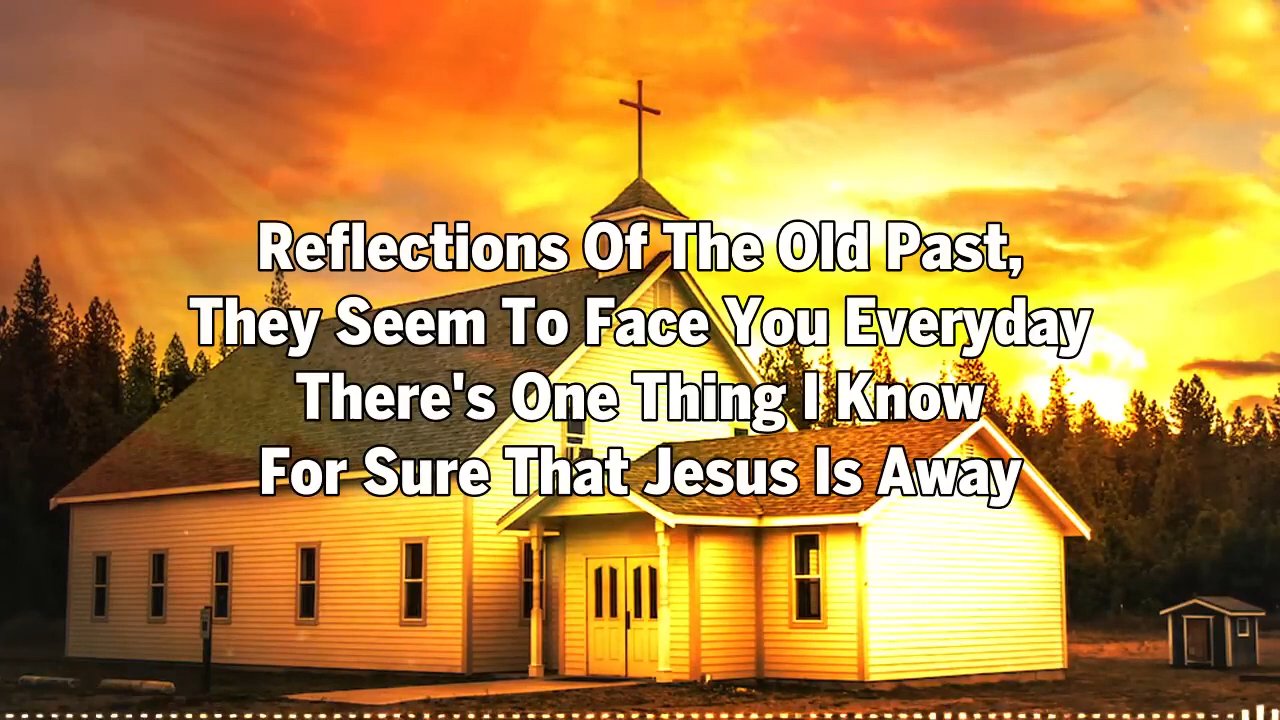 Reflections Of The Old Past,
They Seem To Face You Everyday
There's One Thing I Know
For Sure That Jesus Is Away